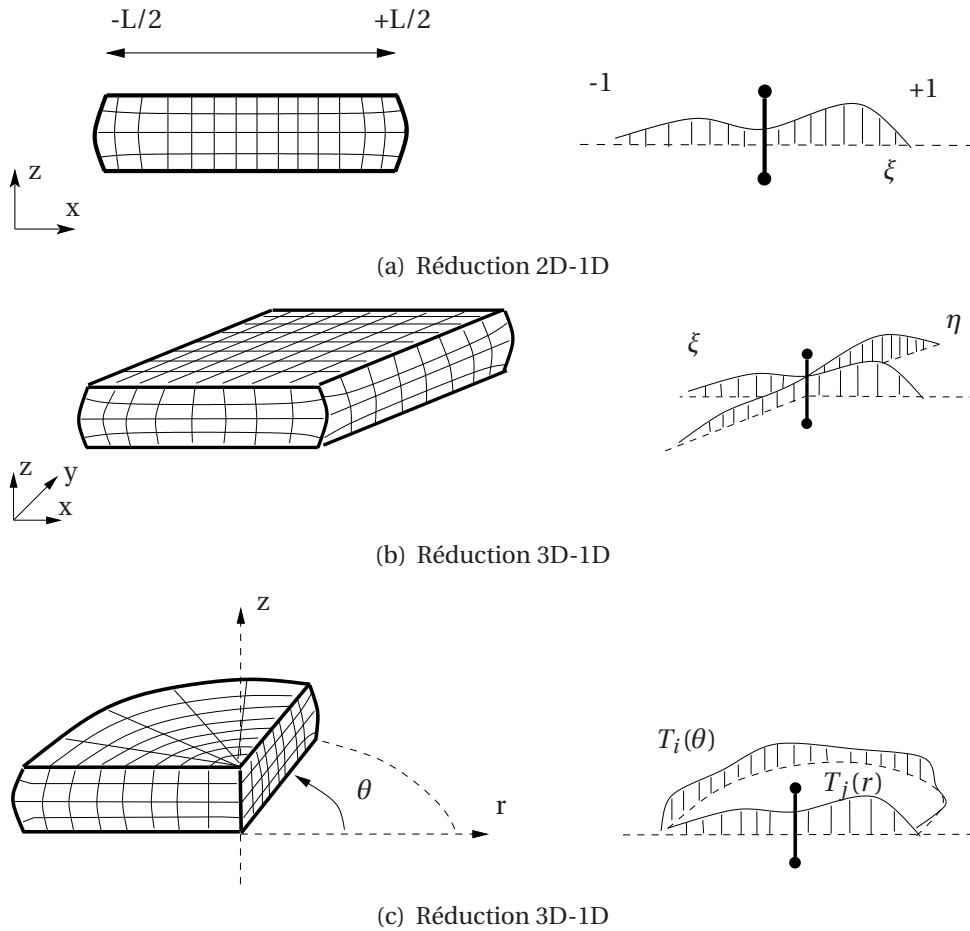 -L/2 +L/2
-1 +1
z
x
ξ
(a) Réduction 2D-1D
ξ η
z y
x
(b) Réduction 3D-1D
z
T_i(θ)
T_j(r)
θ
r
(c) Réduction 3D-1D